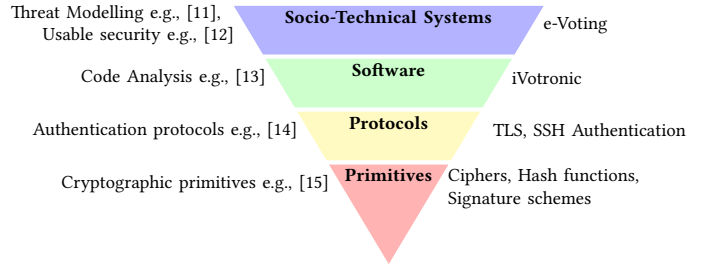 Threat Modelling e.g., [11],
Usable security e.g., [12]
Socio-Technical Systems
e-Voting
Code Analysis e.g., [13]
Software
iVotronic
Authentication protocols e.g., [14]
Protocols
TLS, SSH Authentication
Cryptographic primitives e.g., [15]
Primitives
Ciphers, Hash functions,
Signature schemes